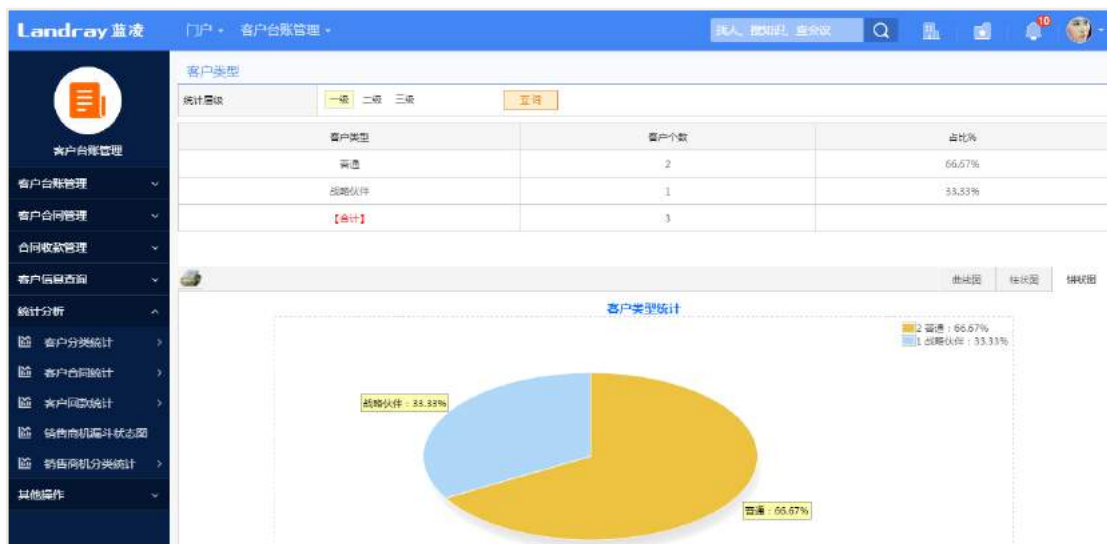 Landray 蓝凌 门户 客户台账管理 找人、搜知识、查会议 10
客户台账管理
客户台账管理
客户合同管理
合同收款管理
客户信息查询
统计分析
客户分类统计
客户合同统计
客户回款统计
销售商机漏斗状态图
销售商机分类统计
其他操作
客户类型
统计层级 一级 二级 三级 查询
客户类型 客户个数 占比%
普通 2 66.67%
战略伙伴 1 33.33%
【合计】 3
曲线图 柱状图 饼状图
客户类型统计
2 普通：66.67%
1 战略伙伴：33.33%
战略伙伴：33.33%
普通：66.67%